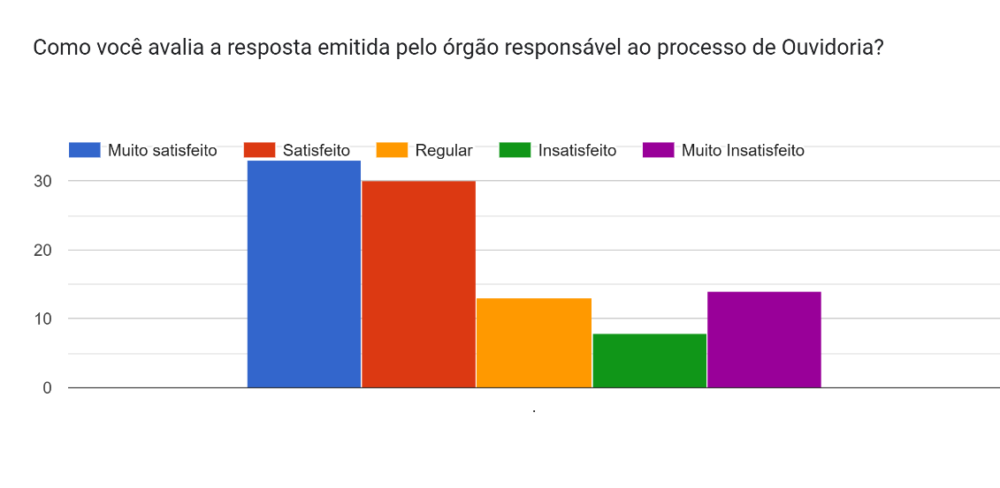 Como você avalia a resposta emitida pelo órgão responsável ao processo de Ouvidoria?
Muito satisfeito Satisfeito Regular Insatisfeito Muito Insatisfeito
30
20
10
0
.